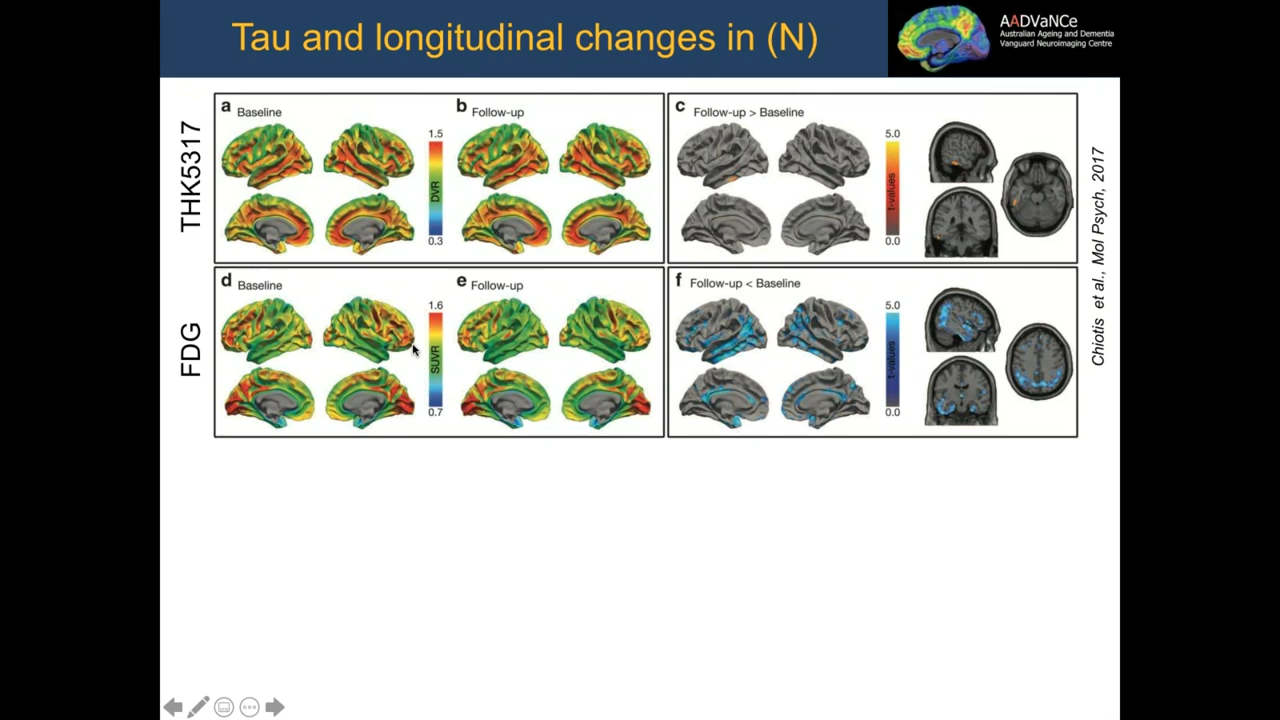 Tau and longitudinal changes in (N)
AADVaNCe
Australian Ageing and Dementia
Vanguard Neuroimaging Centre
THK5317
a Baseline
b Follow-up
1.5
DVR
0.3
c Follow-up > Baseline
5.0
t-values
0.0
FDG
d Baseline
e Follow-up
1.6
SUVR
0.7
f Follow-up < Baseline
5.0
t-values
0.0
Chiotis et al., Mol Psych, 2017